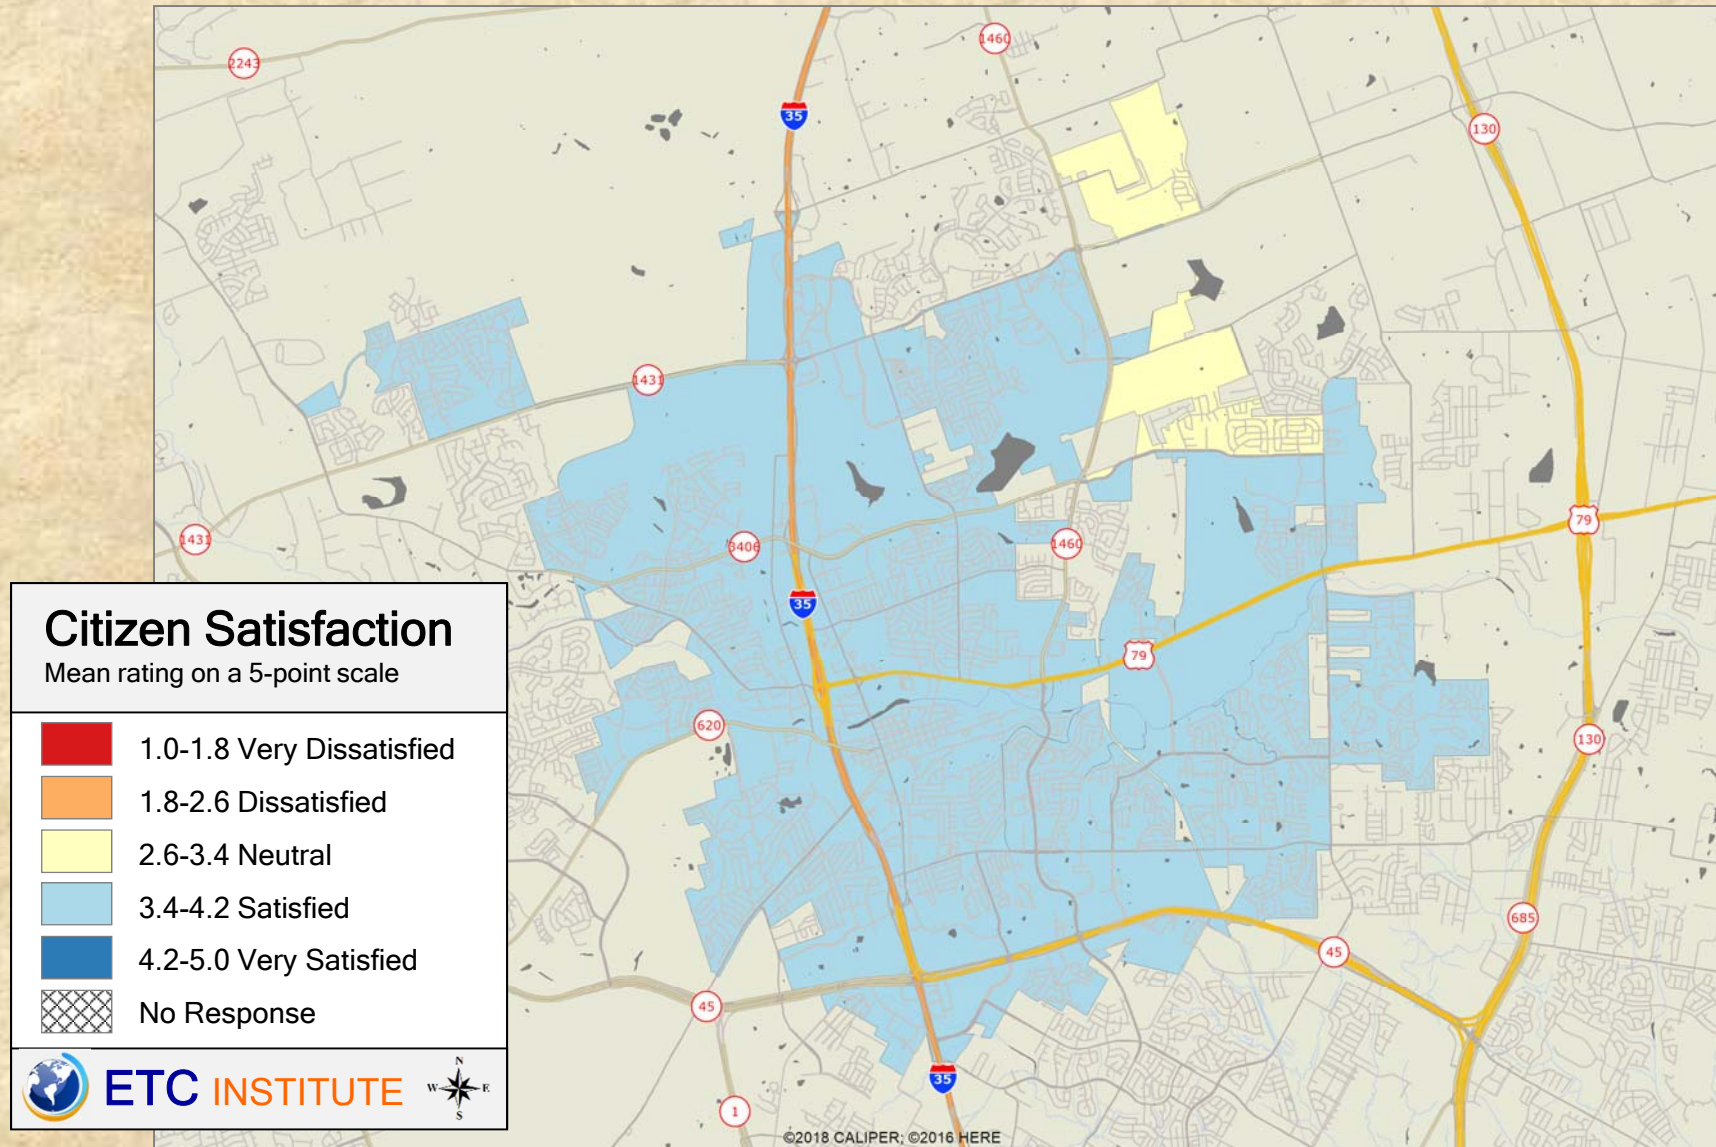 2243
1460
35
130
1431
1431
3406
1460
79
35
79
620
130
685
45
45
35
1
Citizen Satisfaction
Mean rating on a 5-point scale
1.0-1.8 Very Dissatisfied
1.8-2.6 Dissatisfied
2.6-3.4 Neutral
3.4-4.2 Satisfied
4.2-5.0 Very Satisfied
No Response
ETC INSTITUTE
N
W E
S
©2018 CALIPER; ©2016 HERE